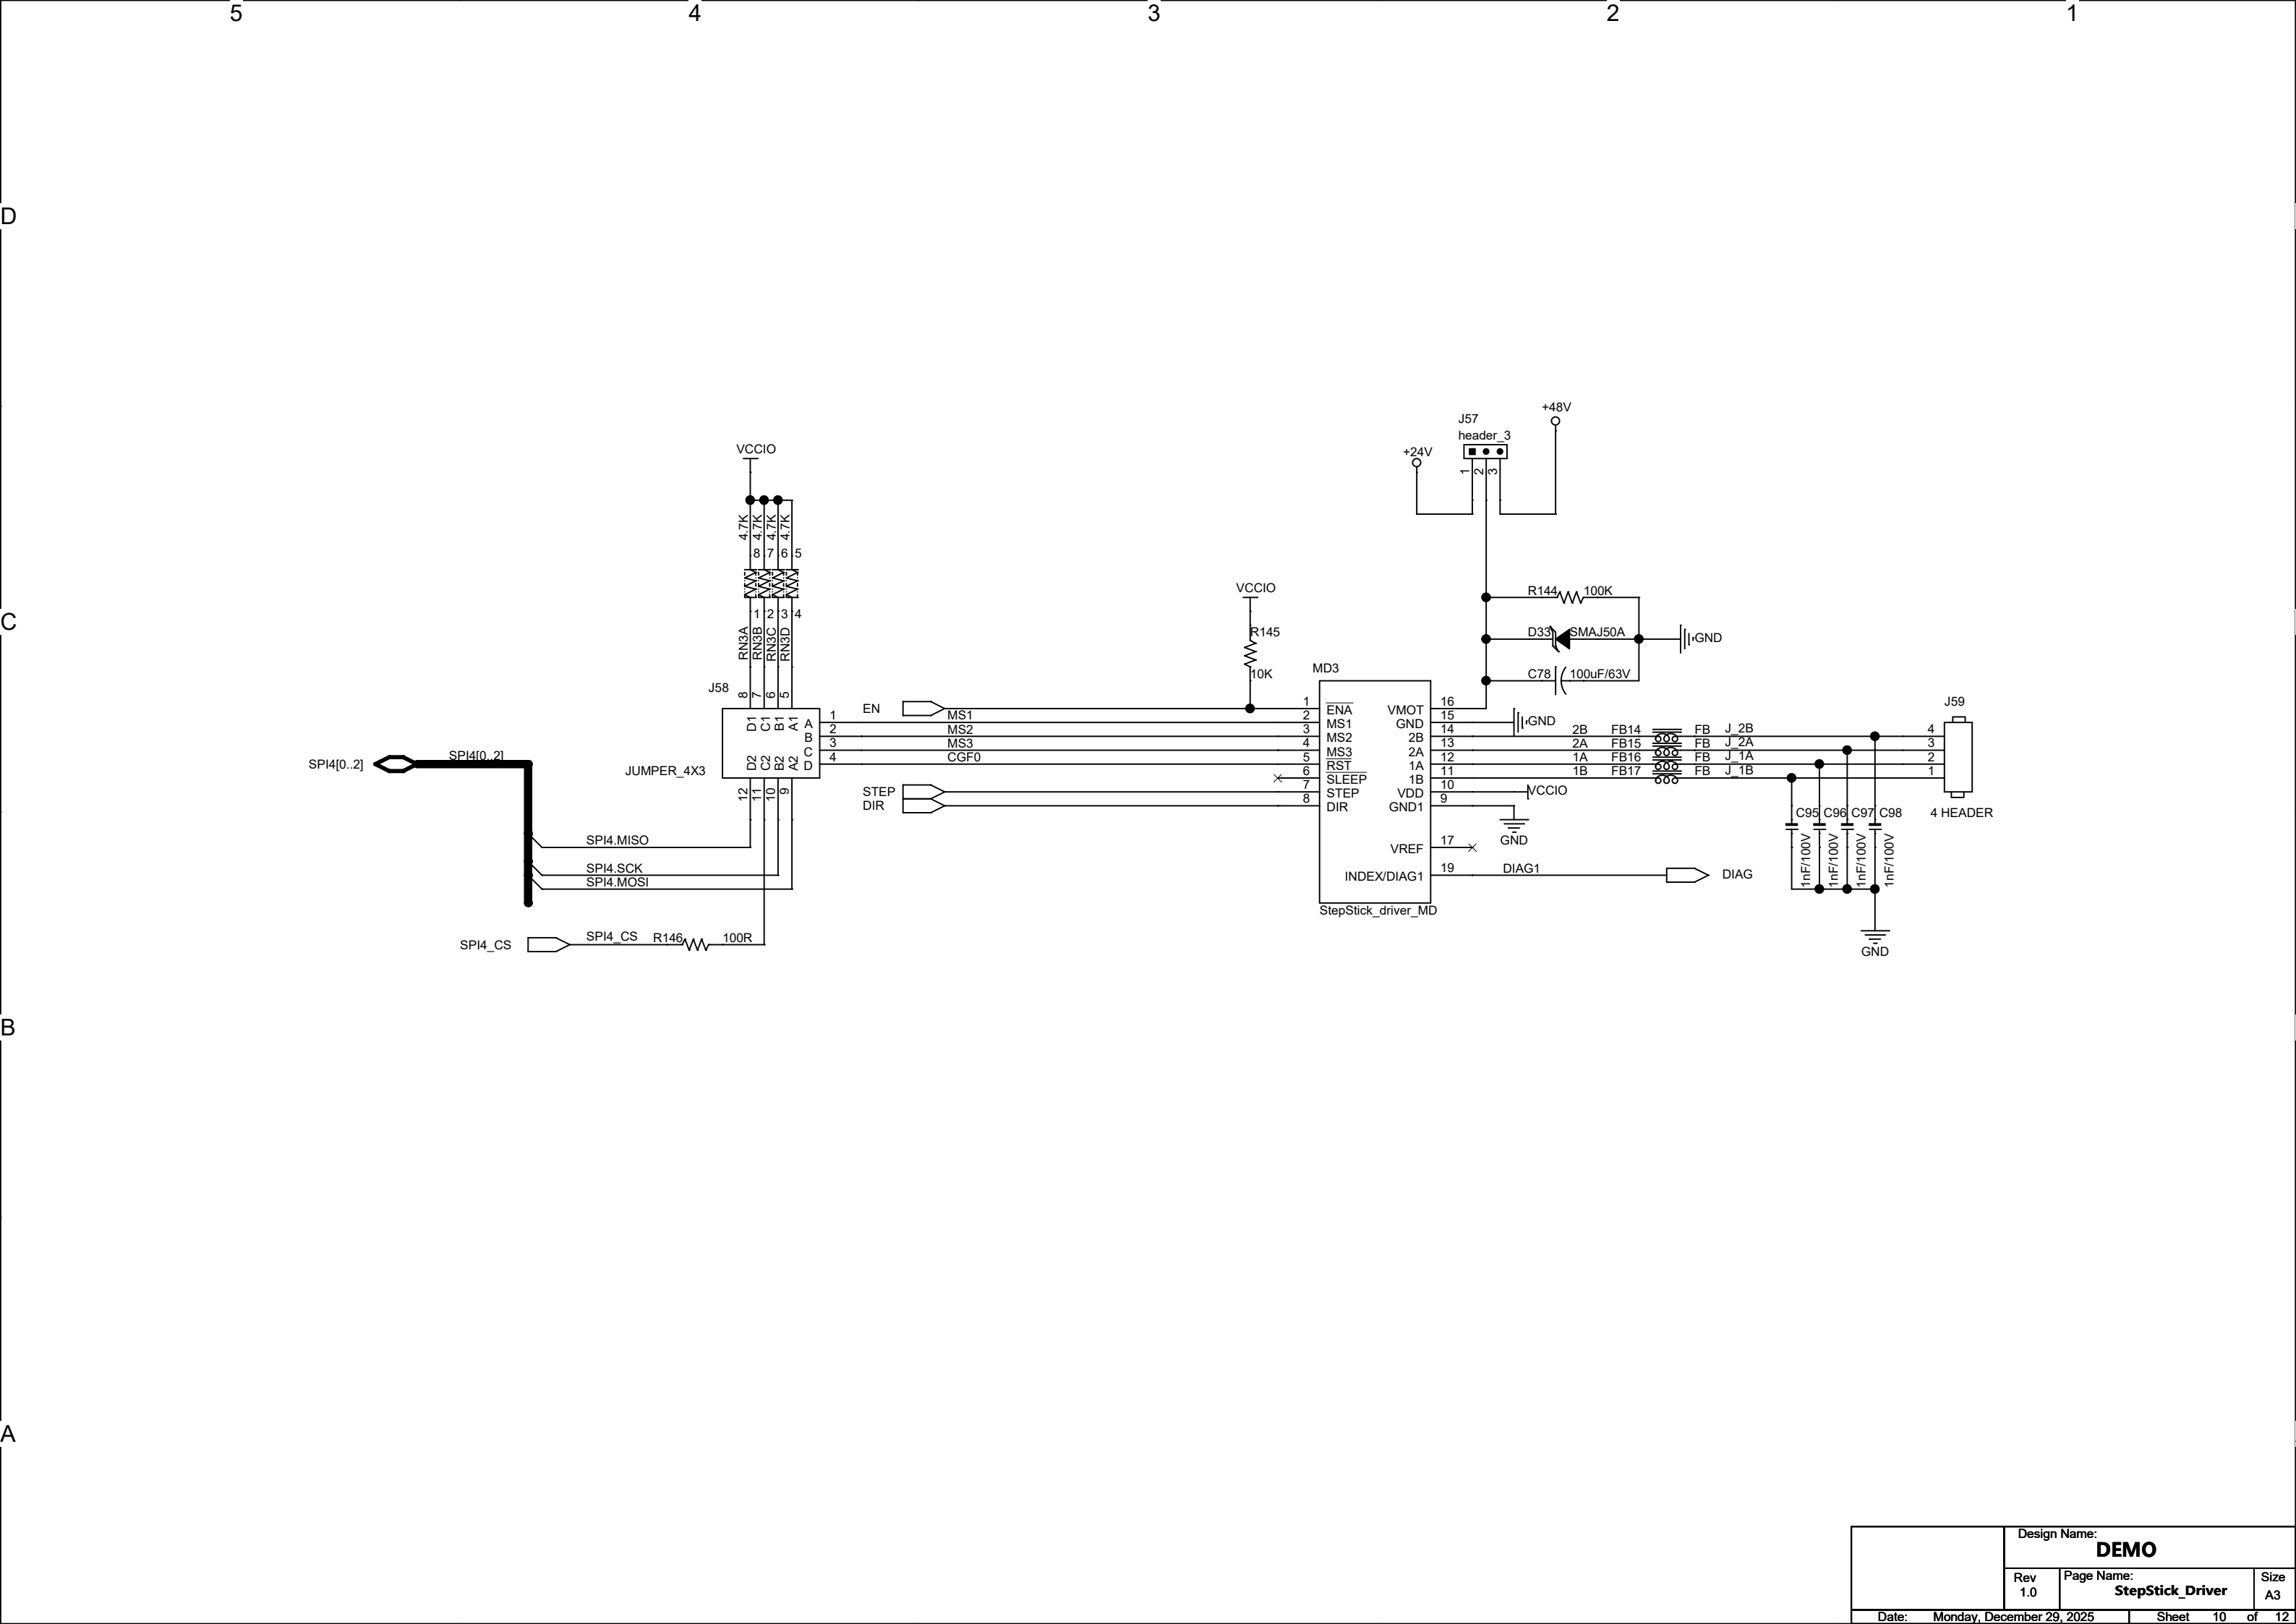 5 4 3 2 1
D
C
B
A
+48V
J57
header_3
+24V
1 2 3
VCCIO
4.7K 4.7K 4.7K 4.7K
8 7 6 5
1 2 3 4
RN3A RN3B RN3C RN3D
VCCIO
R145
10K
R144 100K
D33 SMAJ50A
GND
C78 100uF/63V
J58
8 7 6 5
D1 C1 B1 A1
D2 C2 B2 A2
A 1
B 2
C 3
D 4
JUMPER_4X3
12 11 10 9
SPI4[0..2]
SPI4[0..2]
SPI4.MISO
SPI4.SCK
SPI4.MOSI
SPI4_CS
SPI4_CS R146 100R
EN
MS1
MS2
MS3
CGF0
STEP
DIR
MD3
1 ENA VMOT 16
2 MS1 GND 15
3 MS2 2B 14
4 MS3 2A 13
5 RST 1A 12
6 SLEEP 1B 11
7 STEP VDD 10
8 DIR GND1 9
VREF 17
INDEX/DIAG1 19
StepStick_driver_MD
GND
VCCIO
GND
DIAG1
DIAG
2B FB14 FB J_2B
2A FB15 FB J_2A
1A FB16 FB J_1A
1B FB17 FB J_1B
J59
4
3
2
1
4 HEADER
C95 C96 C97 C98
1nF/100V 1nF/100V 1nF/100V 1nF/100V
GND
Design Name:
DEMO
Rev
1.0
Page Name:
StepStick_Driver
Size
A3
Date: Monday, December 29, 2025 Sheet 10 of 12